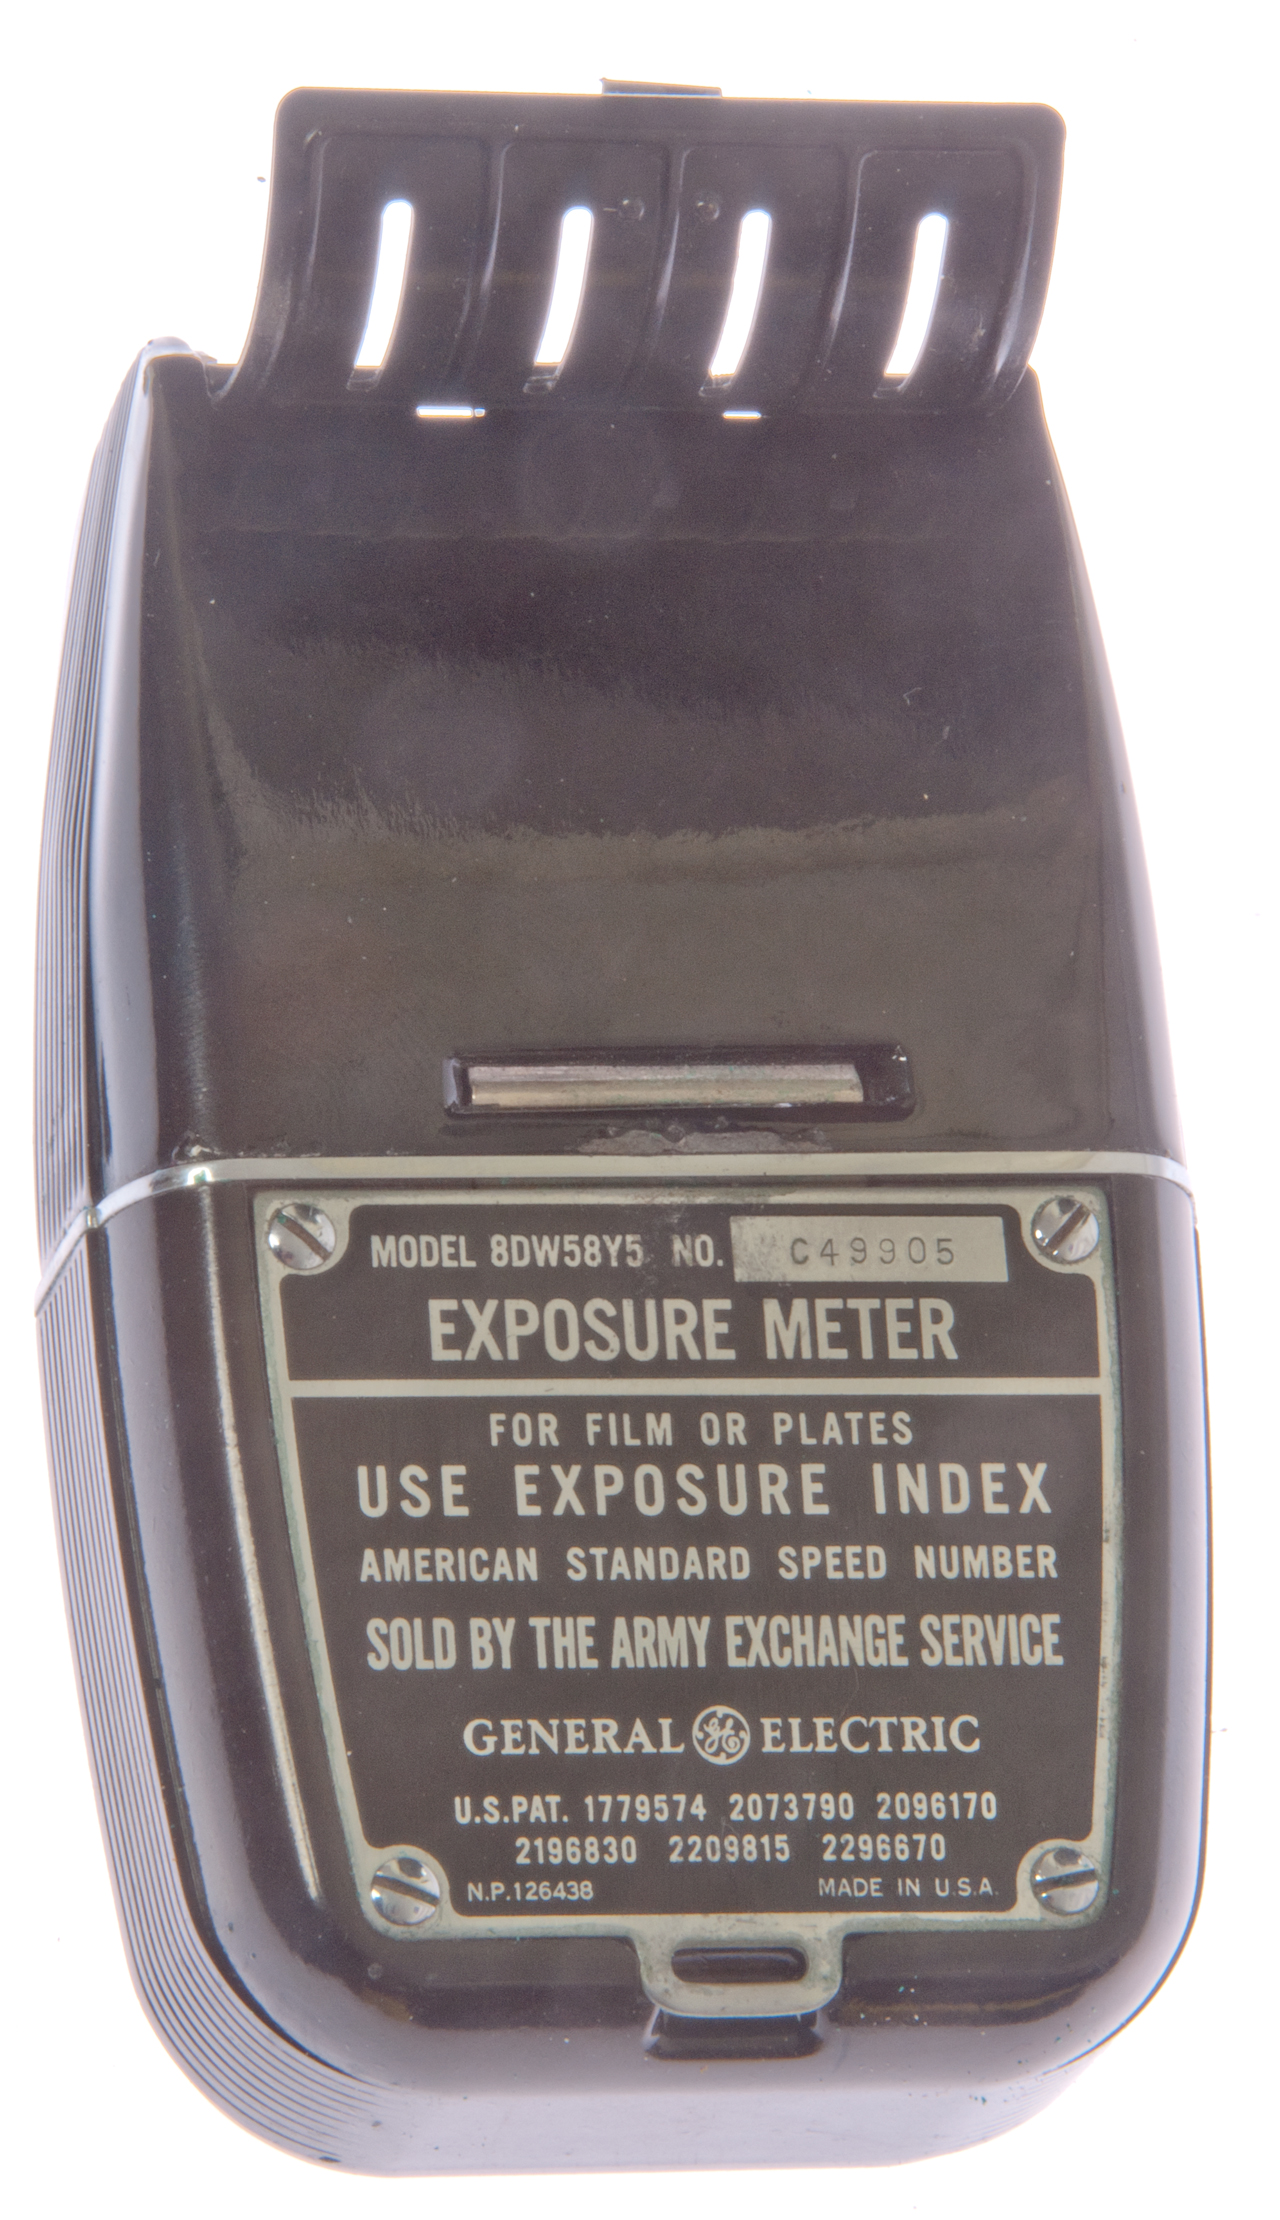 MODEL 8DW58Y5 NO. C49905
EXPOSURE METER
FOR FILM OR PLATES
USE EXPOSURE INDEX
AMERICAN STANDARD SPEED NUMBER
SOLD BY THE ARMY EXCHANGE SERVICE
GENERAL GE ELECTRIC
U.S.PAT. 1779574 2073790 2096170
2196830 2209815 2296670
N.P.126438 MADE IN U.S.A.